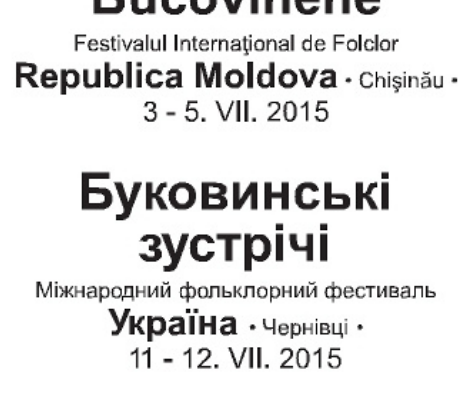 Bucovinene
Festivalul Internaţional de Folclor
Republica Moldova • Chişinău •
3 - 5. VII. 2015
Буковинські
зустрічі
Міжнародний фольклорний фестиваль
Україна • Чернівці •
11 - 12. VII. 2015